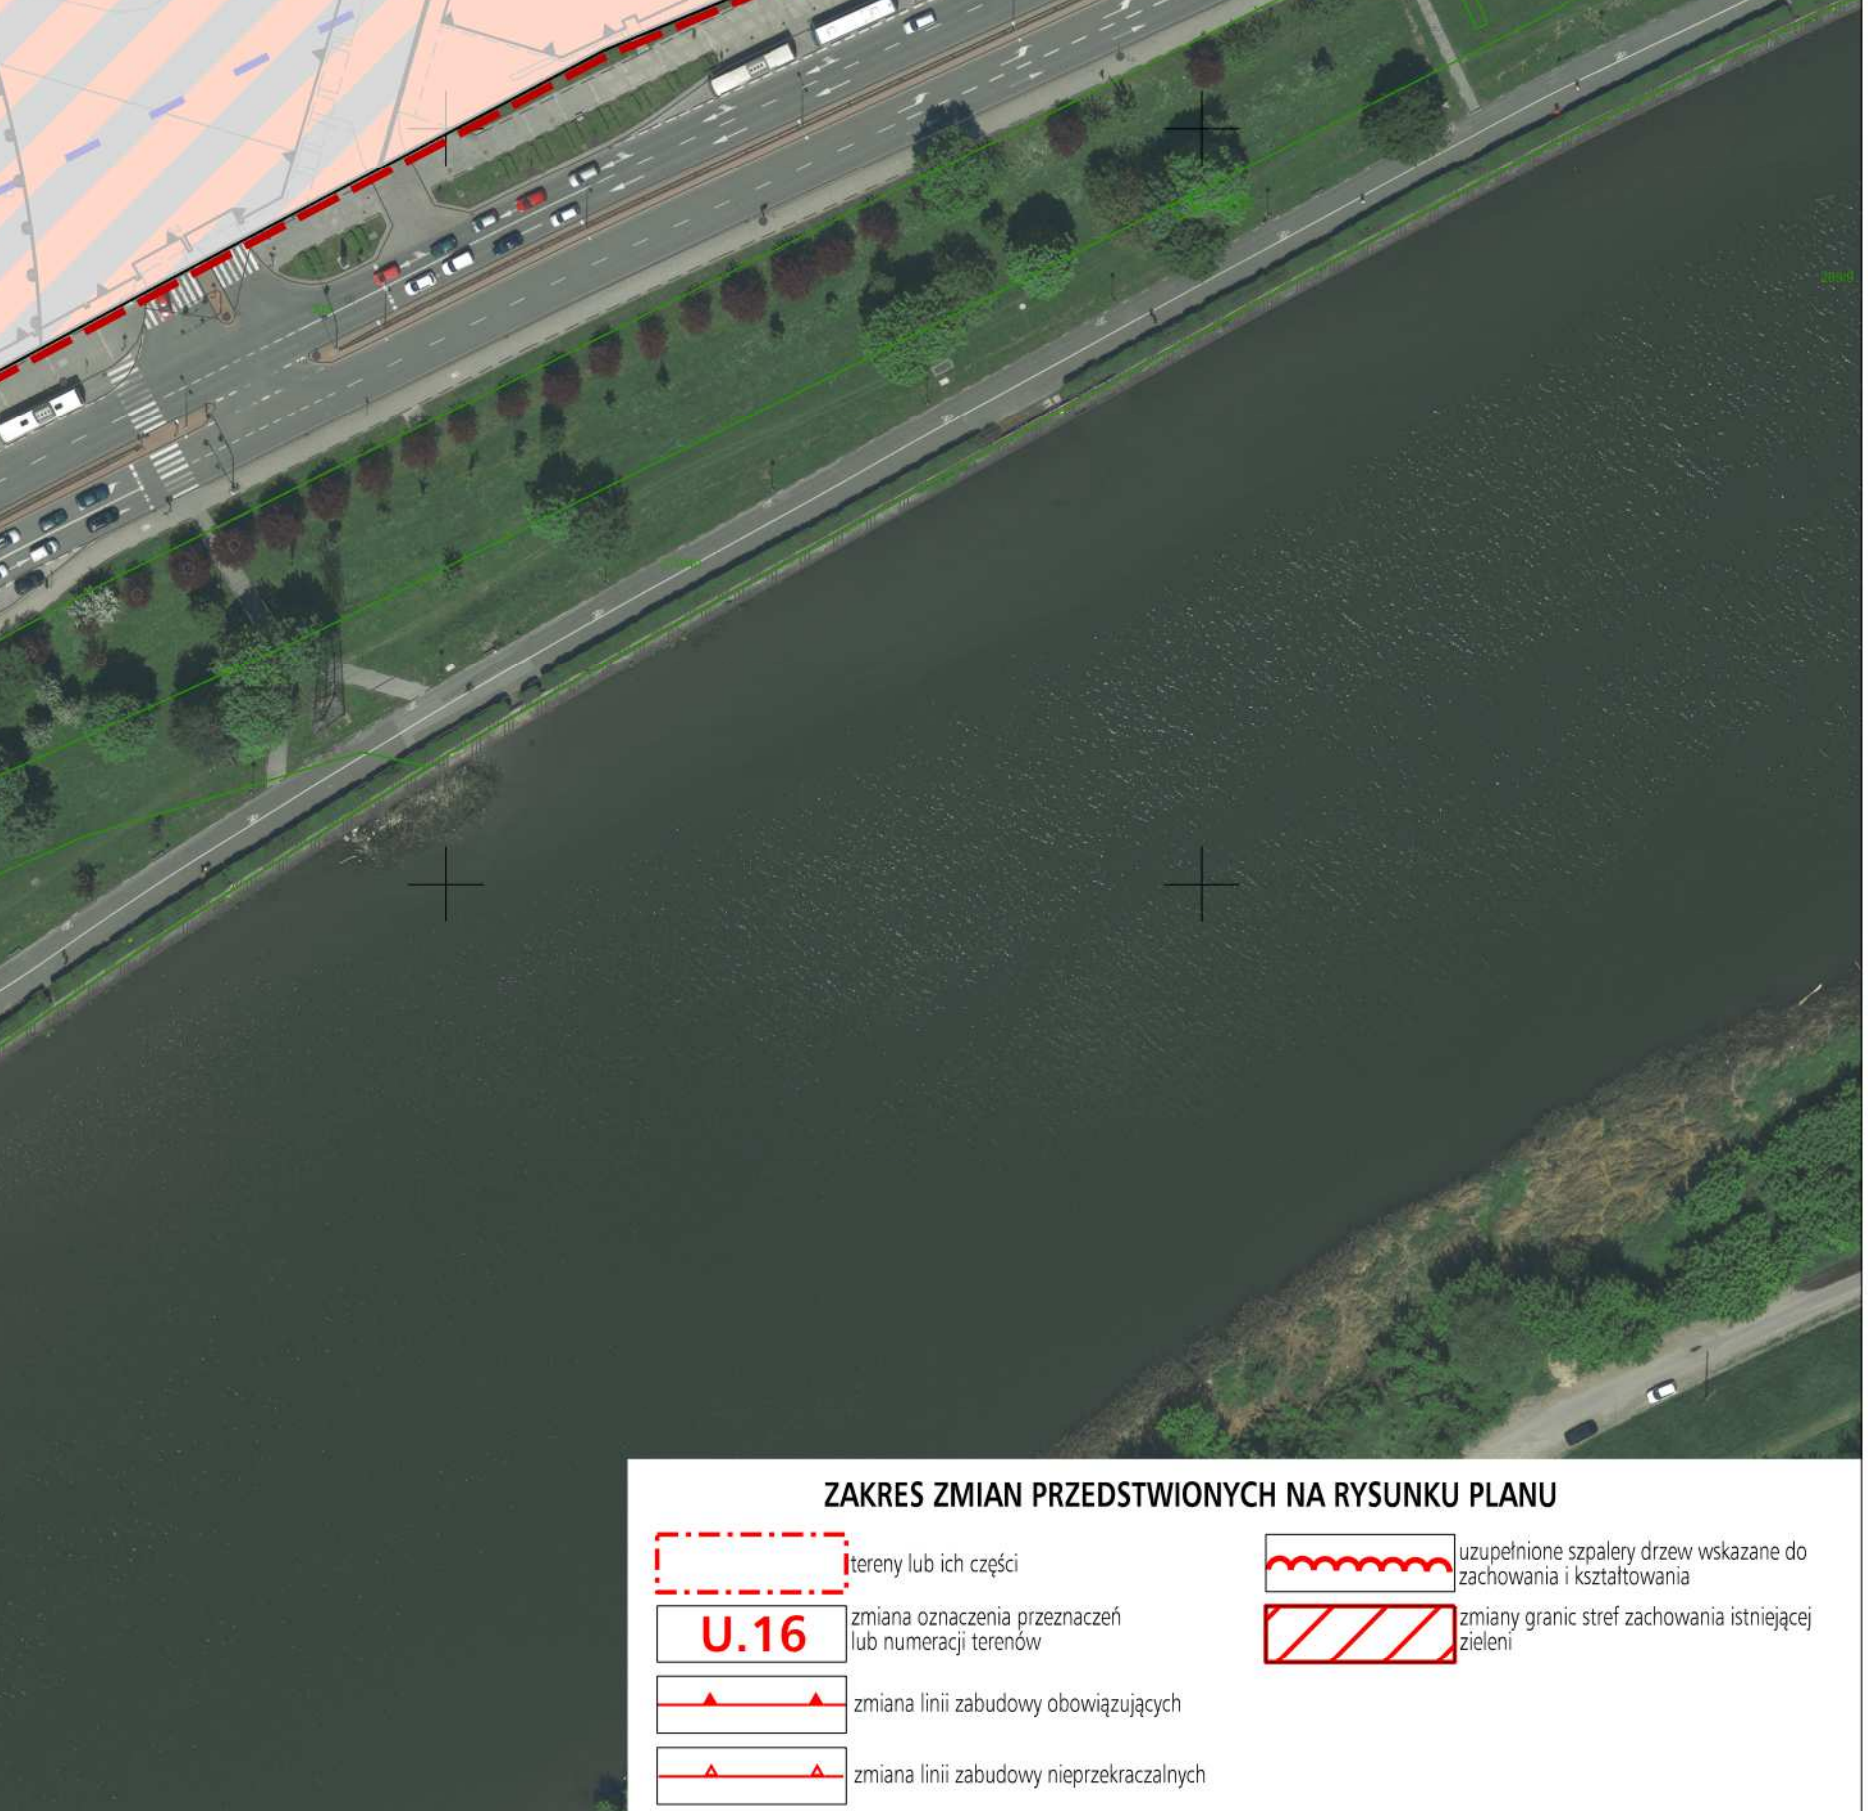 ZAKRES ZMIAN PRZEDSTWIONYCH NA RYSUNKU PLANU
tereny lub ich części
U.16
zmiana oznaczenia przeznaczeń
lub numeracji terenów
zmiana linii zabudowy obowiązujących
zmiana linii zabudowy nieprzekraczalnych
uzupełnione szpalery drzew wskazane do
zachowania i kształtowania
zmiany granic stref zachowania istniejącej
zieleni